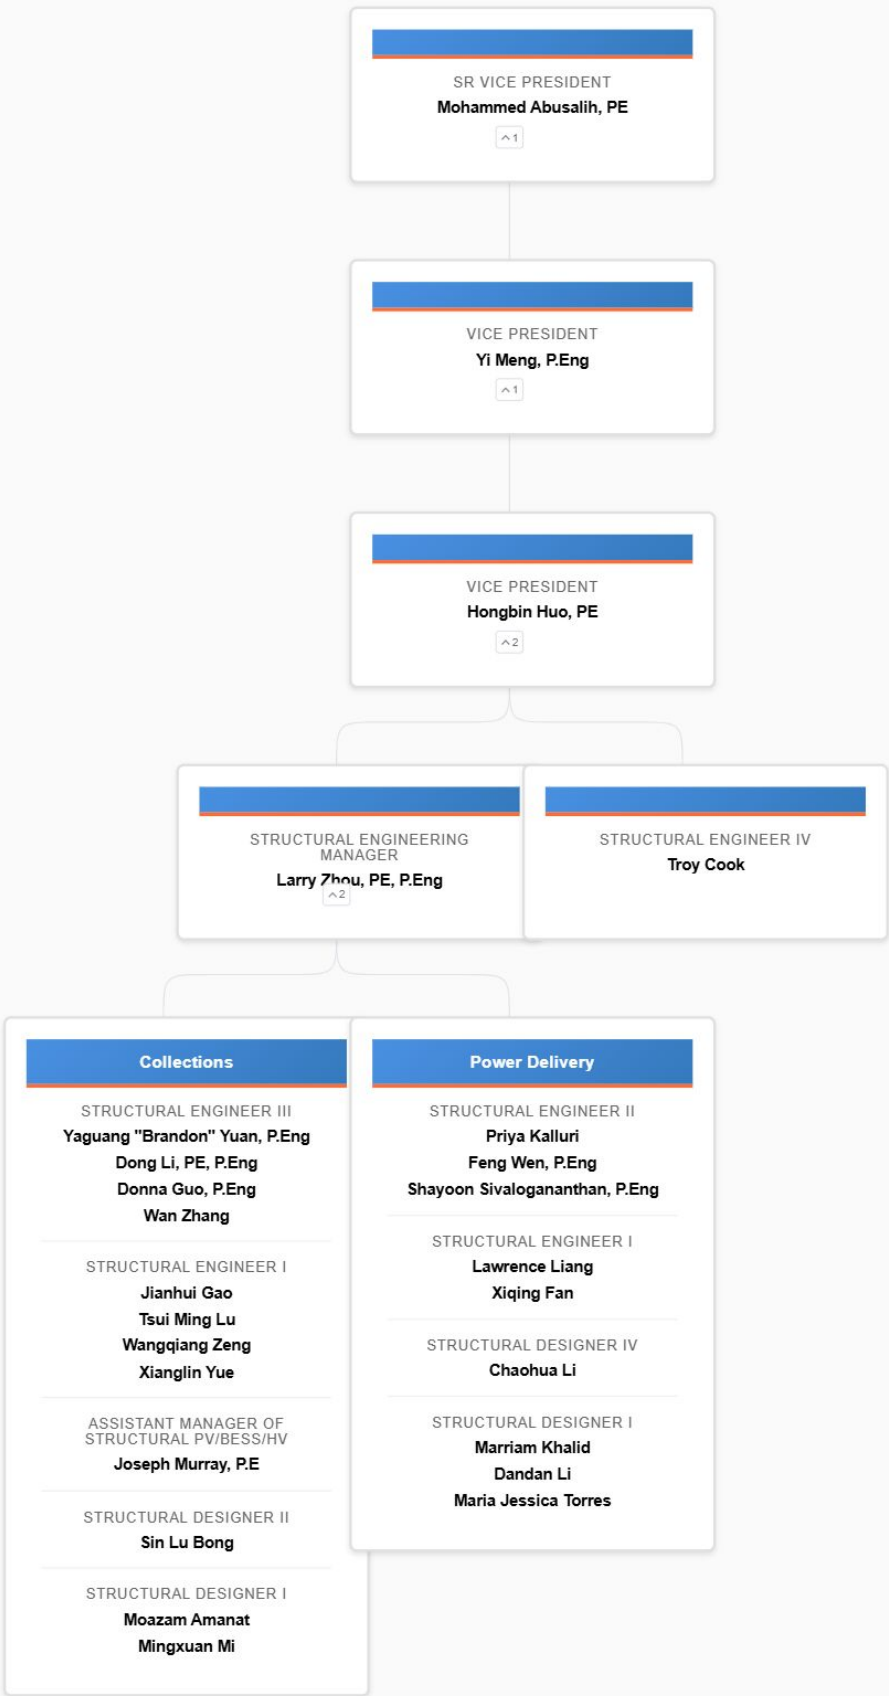 SR VICE PRESIDENT
Mohammed Abusalih, PE
1
VICE PRESIDENT
Yi Meng, P.Eng
1
VICE PRESIDENT
Hongbin Huo, PE
2
STRUCTURAL ENGINEERING
MANAGER
Larry Zhou, PE, P.Eng
2
STRUCTURAL ENGINEER IV
Troy Cook
Collections
STRUCTURAL ENGINEER III
Yaguang "Brandon" Yuan, P.Eng
Dong Li, PE, P.Eng
Donna Guo, P.Eng
Wan Zhang
STRUCTURAL ENGINEER I
Jianhui Gao
Tsui Ming Lu
Wangqiang Zeng
Xianglin Yue
ASSISTANT MANAGER OF
STRUCTURAL PV/BESS/HV
Joseph Murray, P.E
STRUCTURAL DESIGNER II
Sin Lu Bong
STRUCTURAL DESIGNER I
Moazam Amanat
Mingxuan Mi
Power Delivery
STRUCTURAL ENGINEER II
Priya Kalluri
Feng Wen, P.Eng
Shayoon Sivalogananthan, P.Eng
STRUCTURAL ENGINEER I
Lawrence Liang
Xiqing Fan
STRUCTURAL DESIGNER IV
Chaohua Li
STRUCTURAL DESIGNER I
Marriam Khalid
Dandan Li
Maria Jessica Torres